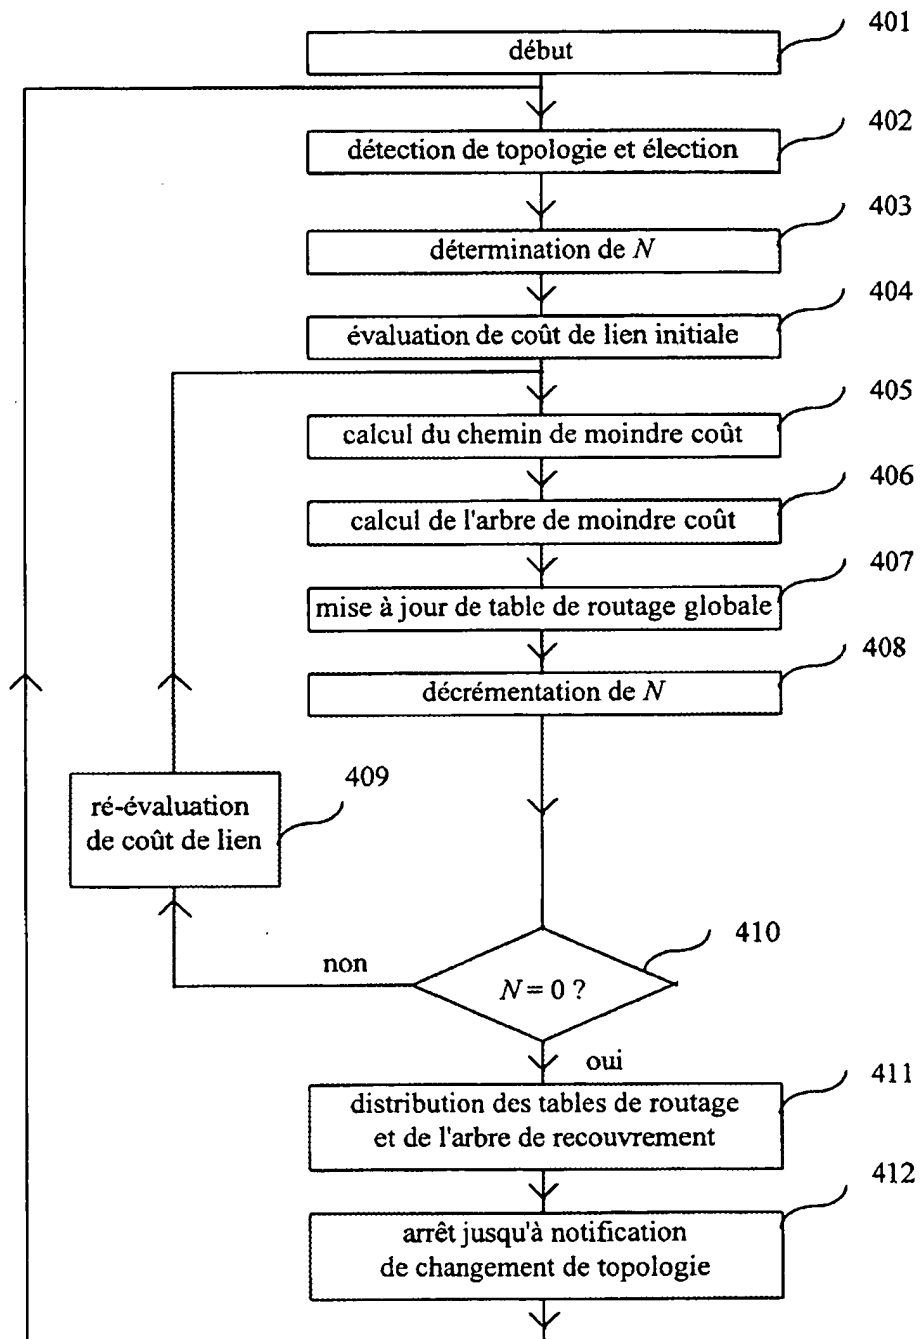 401
début
402
détection de topologie et élection
403
détermination de N
404
évaluation de coût de lien initiale
405
calcul du chemin de moindre coût
406
calcul de l'arbre de moindre coût
407
mise à jour de table de routage globale
408
décrémentation de N
409
ré-évaluation
de coût de lien
410
non
N = 0 ?
oui
411
distribution des tables de routage
et de l'arbre de recouvrement
412
arrêt jusqu'à notification
de changement de topologie